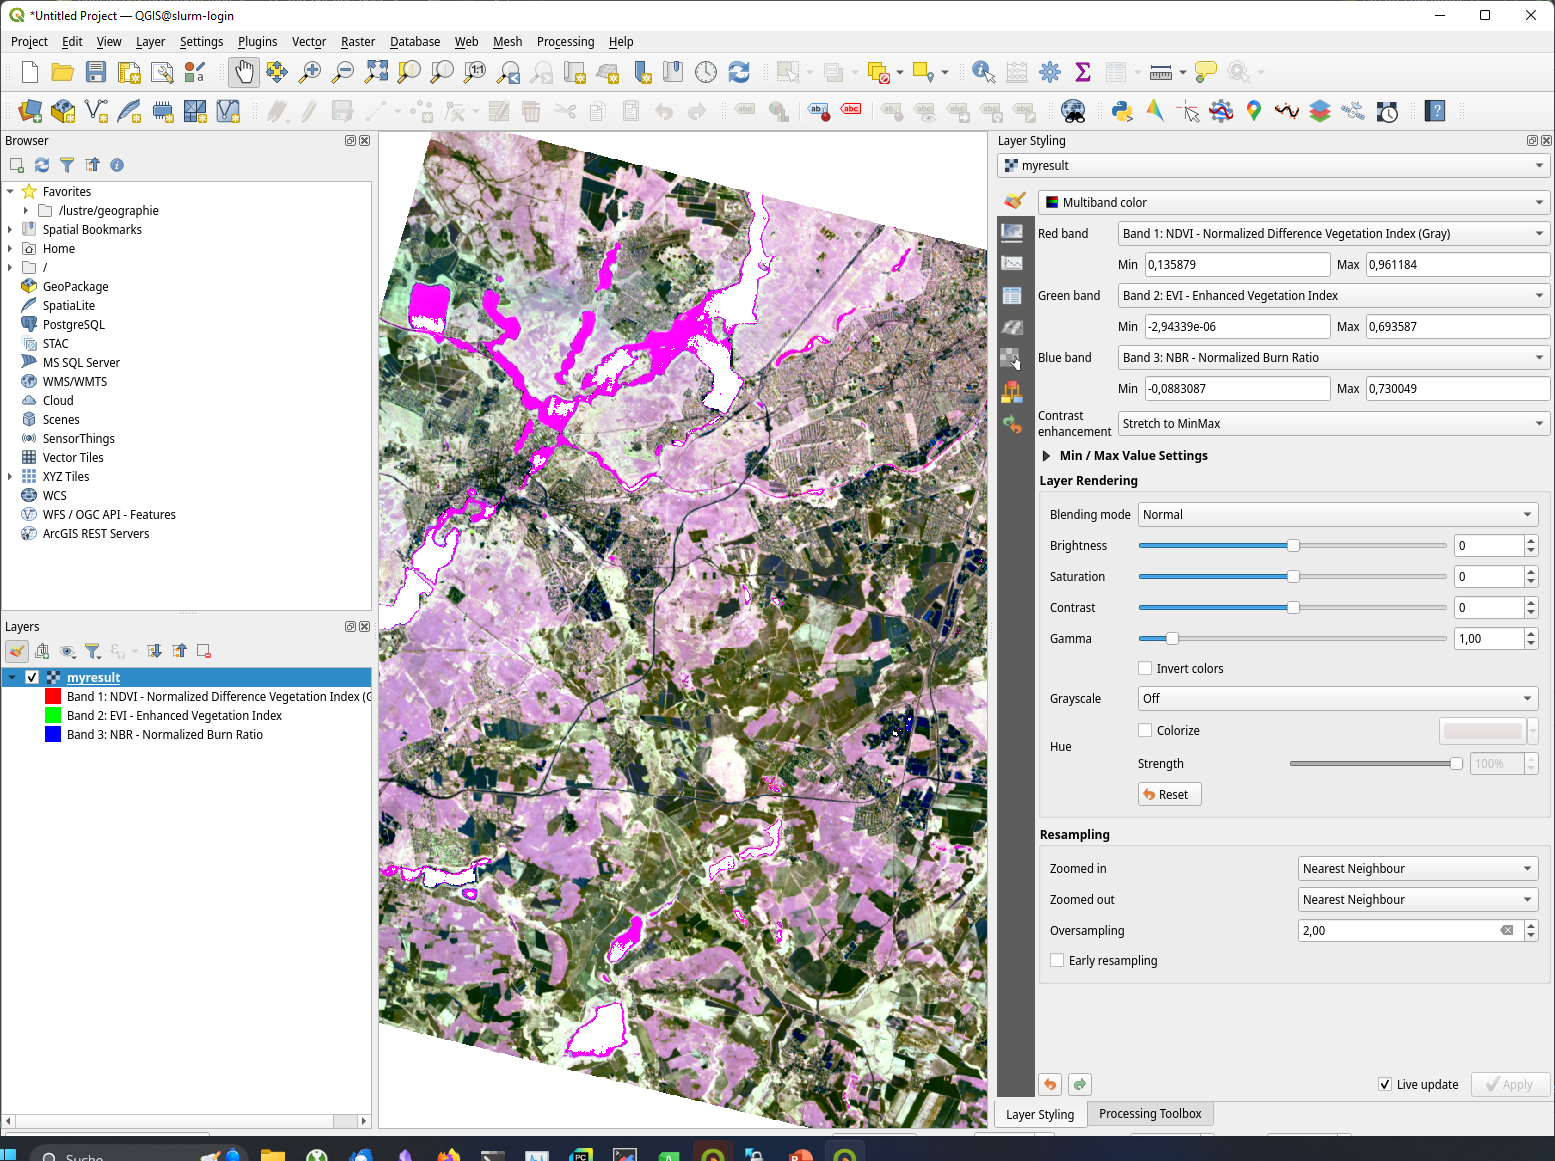 *Untitled Project — QGIS@slurm-login
Project Edit View Layer Settings Plugins Vector Raster Database Web Mesh Processing Help
1:1
abc abc abc
Browser
Favorites
/lustre/geographie
Spatial Bookmarks
Home
/
GeoPackage
SpatiaLite
PostgreSQL
STAC
MS SQL Server
WMS/WMTS
Cloud
Scenes
SensorThings
Vector Tiles
XYZ Tiles
WCS
WFS / OGC API - Features
ArcGIS REST Servers
Layers
myresult
Band 1: NDVI - Normalized Difference Vegetation Index (G
Band 2: EVI - Enhanced Vegetation Index
Band 3: NBR - Normalized Burn Ratio
Layer Styling
myresult
Multiband color
Red band Band 1: NDVI - Normalized Difference Vegetation Index (Gray)
Min 0,135879 Max 0,961184
Green band Band 2: EVI - Enhanced Vegetation Index
Min -2,94339e-06 Max 0,693587
Blue band Band 3: NBR - Normalized Burn Ratio
Min -0,0883087 Max 0,730049
Contrast enhancement Stretch to MinMax
Min / Max Value Settings
Layer Rendering
Blending mode Normal
Brightness 0
Saturation 0
Contrast 0
Gamma 1,00
Invert colors
Grayscale Off
Hue Colorize
Strength 100%
Reset
Resampling
Zoomed in Nearest Neighbour
Zoomed out Nearest Neighbour
Oversampling 2,00
Early resampling
Live update Apply
Layer Styling Processing Toolbox
Suche
PC